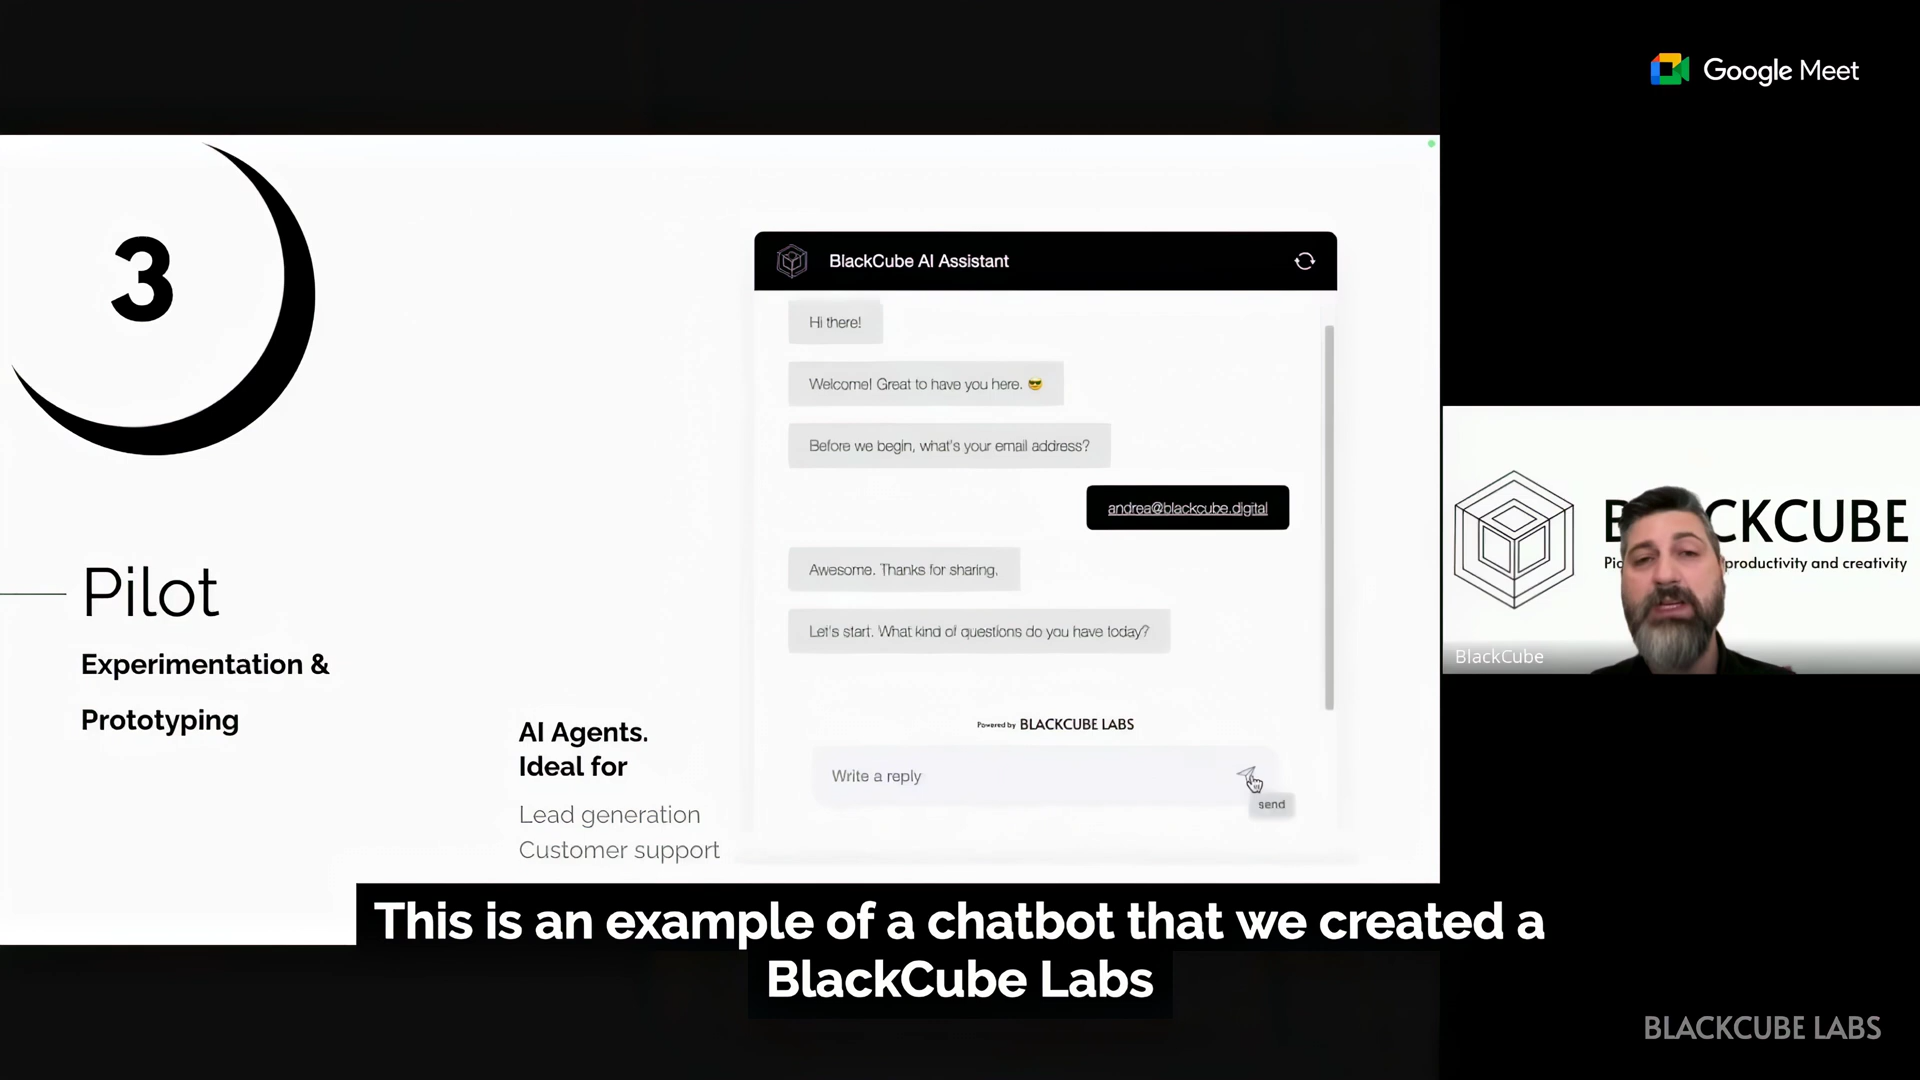 Google Meet
3
Pilot
Experimentation &
Prototyping
AI Agents.
Ideal for
Lead generation
Customer support
BlackCube AI Assistant
Hi there!
Welcome! Great to have you here. 😎
Before we begin, what's your email address?
andrea@blackcube.digital
Awesome. Thanks for sharing,
Let's start. What kind of questions do you have today?
Powered by BLACKCUBE LABS
Write a reply
send
CKCUBE
productivity and creativity
BlackCube
This is an example of a chatbot that we created a
BlackCube Labs
BLACKCUBE LABS